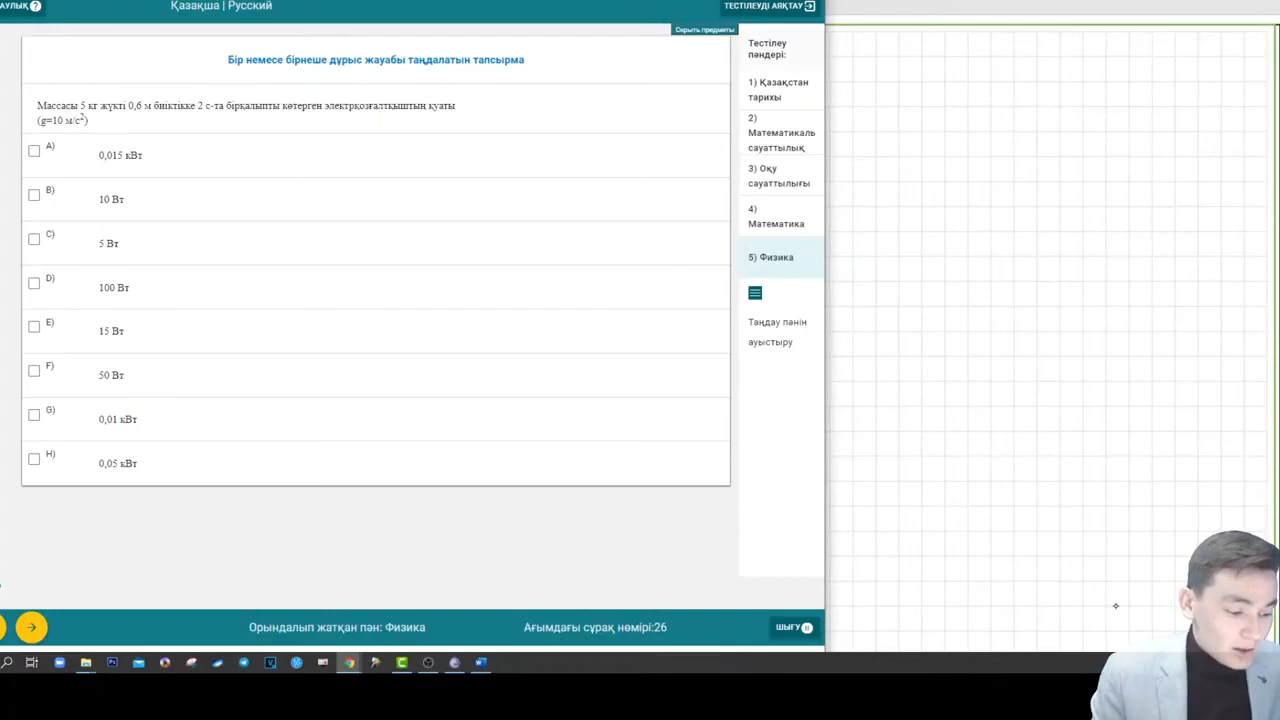 АУЛЫҚ ?
Қазақша | Русский
ТЕСТІЛЕУДІ АЯҚТАУ
Скрыть предметы
Бір немесе бірнеше дұрыс жауабы таңдалатын тапсырма
Массасы 5 кг жүкті 0,6 м биіктікке 2 с-та бірқалыпты көтерген электрқозғалтқыштың қуаты
(g=10 м/с²)
A) 0,015 кВт
B) 10 Вт
C) 5 Вт
D) 100 Вт
E) 15 Вт
F) 50 Вт
G) 0,01 кВт
H) 0,05 кВт
Тестілеу
пәндері:
1) Қазақстан
тарихы
2)
Математикалы
сауаттылық
3) Оқу
сауаттылығы
4)
Математика
5) Физика
Таңдау пәнін
ауыстыру
Орындалып жатқан пән: Физика
Ағымдағы сұрақ нөмірі:26
ШЫҒУ